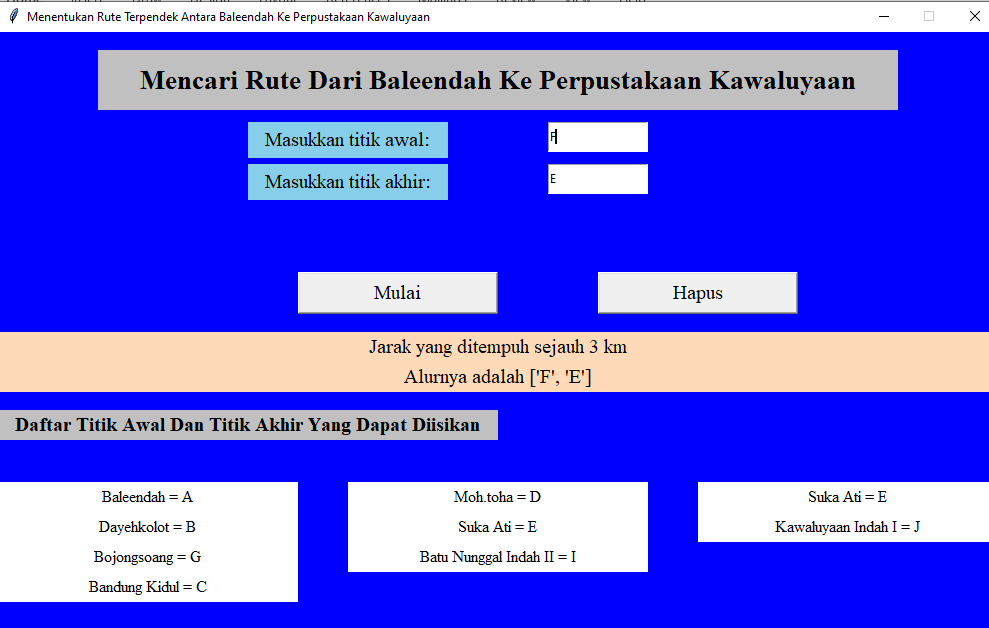 Menentukan Rute Terpendek Antara Baleendah Ke Perpustakaan Kawaluyaan
Mencari Rute Dari Baleendah Ke Perpustakaan Kawaluyaan
Masukkan titik awal: F
Masukkan titik akhir: E
Mulai Hapus
Jarak yang ditempuh sejauh 3 km
Alurnya adalah ['F', 'E']
Daftar Titik Awal Dan Titik Akhir Yang Dapat Diisikan
Baleendah = A
Dayehkolot = B
Bojongsoang = G
Bandung Kidul = C
Moh.toha = D
Suka Ati = E
Batu Nunggal Indah II = I
Suka Ati = E
Kawaluyaan Indah I = J